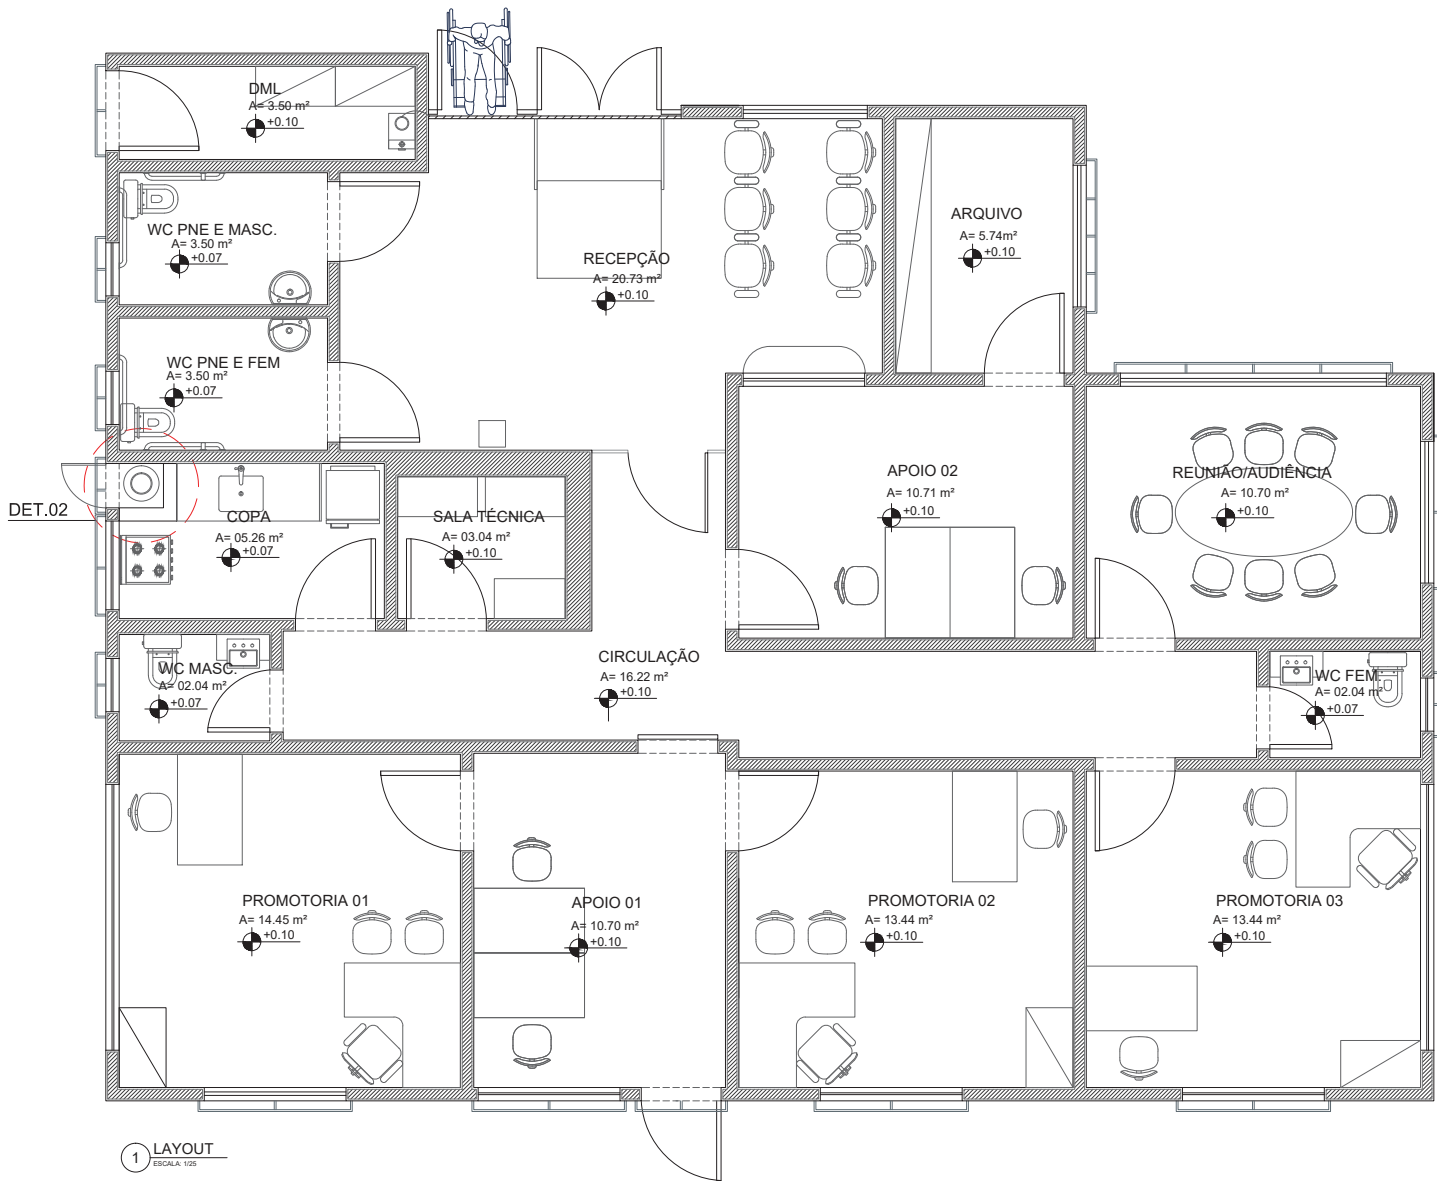 DML
A= 3.50 m²
+0.10
WC PNE E MASC.
A= 3.50 m²
+0.07
RECEPÇÃO
A= 20.73 m²
+0.10
ARQUIVO
A= 5.74m²
+0.10
WC PNE E FEM
A= 3.50 m²
+0.07
DET.02
COPA
A= 05.26 m²
+0.07
SALA TÉCNICA
A= 03.04 m²
+0.10
APOIO 02
A= 10.71 m²
+0.10
REUNIÃO/AUDIÊNCIA
A= 10.70 m²
+0.10
WC MASC.
A= 02.04 m²
+0.07
CIRCULAÇÃO
A= 16.22 m²
+0.10
WC FEM.
A= 02.04 m²
+0.07
PROMOTORIA 01
A= 14.45 m²
+0.10
APOIO 01
A= 10.70 m²
+0.10
PROMOTORIA 02
A= 13.44 m²
+0.10
PROMOTORIA 03
A= 13.44 m²
+0.10
1 LAYOUT
ESCALA: 1/25